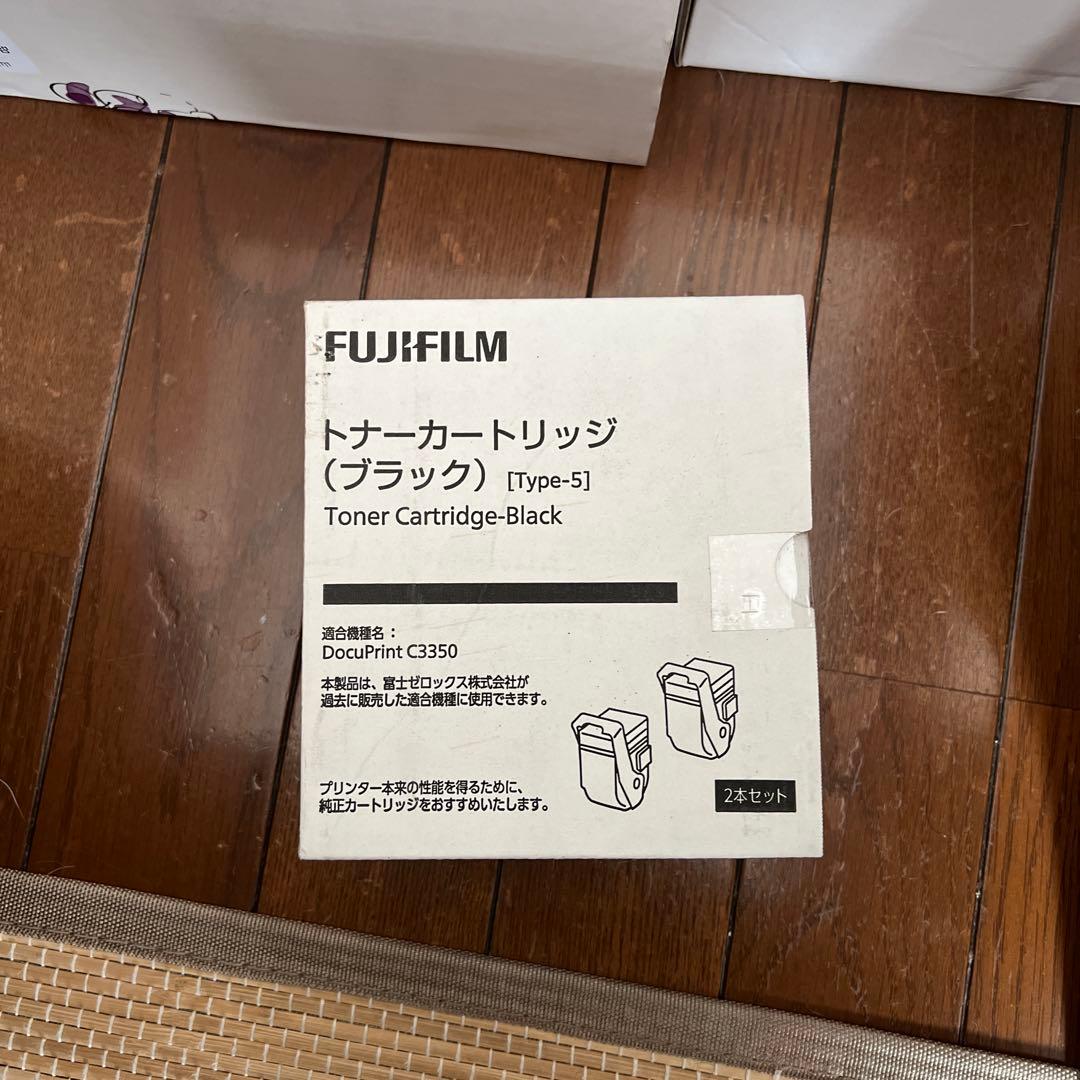 FUJIFILM
トナーカートリッジ
（ブラック）[Type-5]
Toner Cartridge-Black
適合機種名：
DocuPrint C3350
本製品は、富士ゼロックス株式会社が
過去に販売した適合機種に使用できます。
プリンター本来の性能を得るために、
純正カートリッジをおすすめいたします。
2本セット